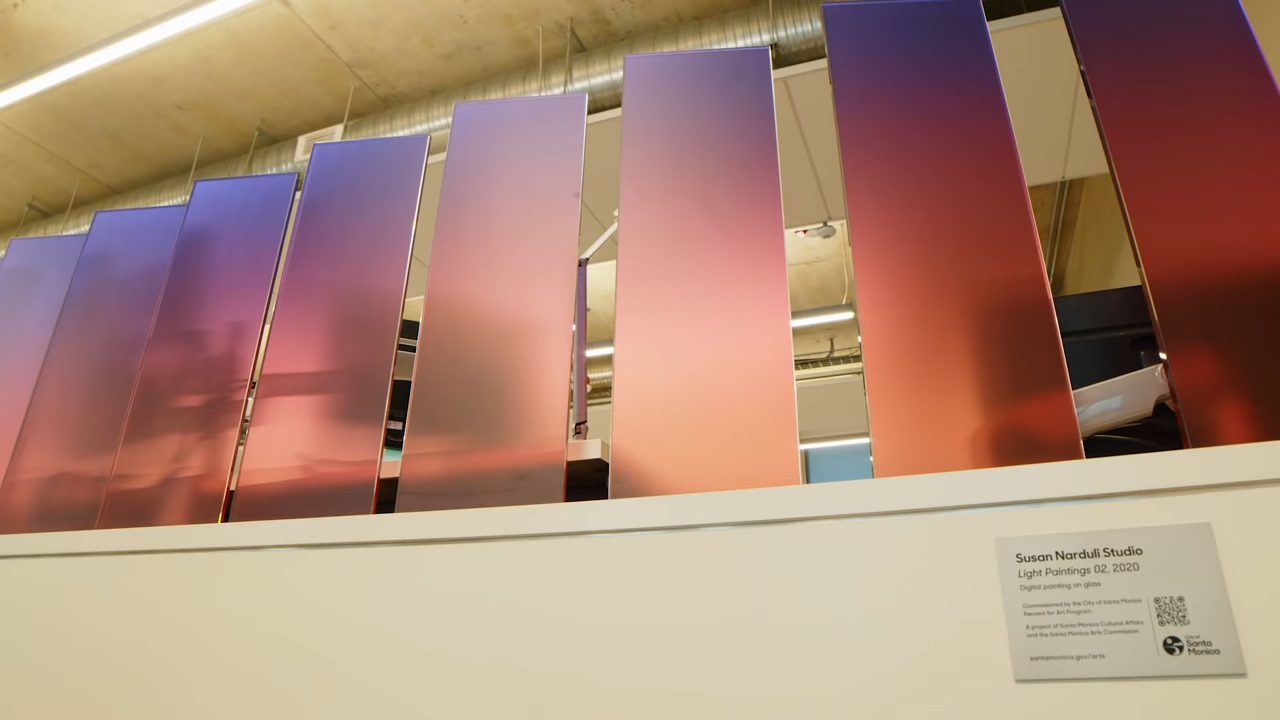 Susan Narduli Studio
Light Paintings 02, 2020
Digital painting on glass
Commissioned by the City of Santa Monica
Percent for Art Program
A project of Santa Monica Cultural Affairs
and the Santa Monica Arts Commission
santamonica.gov/arts
City of
Santa
Monica